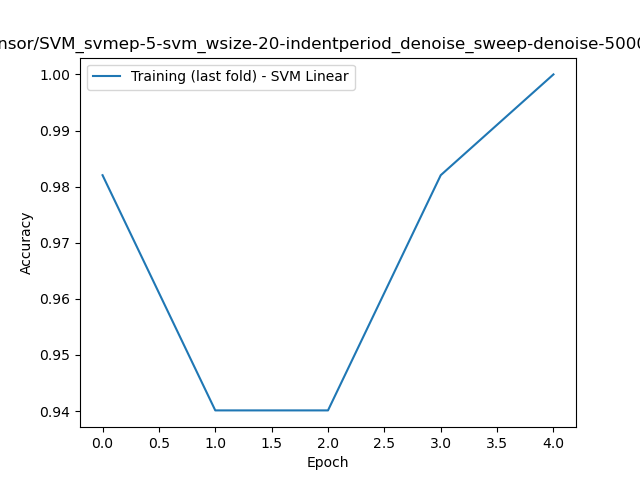 nsor/SVM_svmep-5-svm_wsize-20-indentperiod_denoise_sweep-denoise-5000
Training (last fold) - SVM Linear
1.00
0.99
0.98
0.97
0.96
0.95
0.94
Accuracy
0.0 0.5 1.0 1.5 2.0 2.5 3.0 3.5 4.0
Epoch